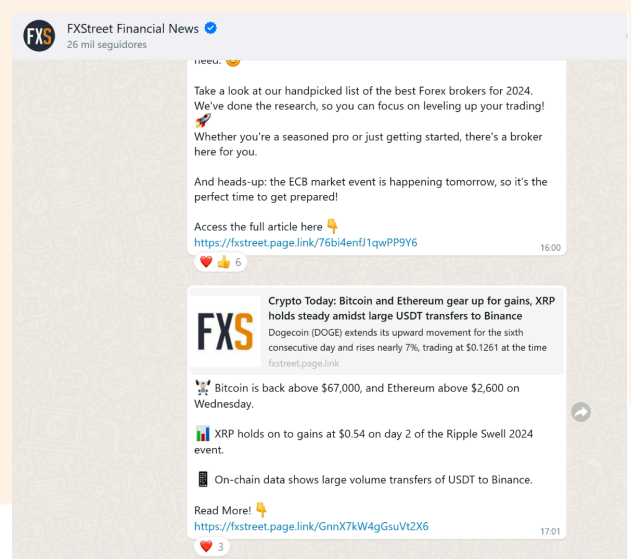 FXS
FXStreet Financial News
26 mil seguidores
need. 😊
Take a look at our handpicked list of the best Forex brokers for 2024.
We've done the research, so you can focus on leveling up your trading!
🚀
Whether you're a seasoned pro or just getting started, there's a broker
here for you.
And heads-up: the ECB market event is happening tomorrow, so it's the
perfect time to get prepared!
Access the full article here 👇
https://fxstreet.page.link/76bi4enfJ1qwPP9Y6
16:00
❤️ 👍 6
FXS
Crypto Today: Bitcoin and Ethereum gear up for gains, XRP
holds steady amidst large USDT transfers to Binance
Dogecoin (DOGE) extends its upward movement for the sixth
consecutive day and rises nearly 7%, trading at $0.1261 at the time
fxstreet.page.link
🏋️ Bitcoin is back above $67,000, and Ethereum above $2,600 on
Wednesday.
📊 XRP holds on to gains at $0.54 on day 2 of the Ripple Swell 2024
event.
📱 On-chain data shows large volume transfers of USDT to Binance.
Read More! 👇
https://fxstreet.page.link/GnnX7kW4gGsuVt2X6
17:01
❤️ 3